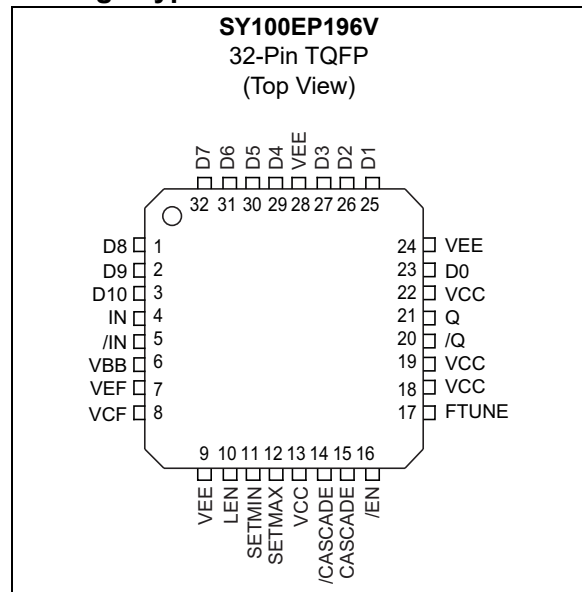 SY100EP196V
32-Pin TQFP
(Top View)
D7 D6 D5 D4 VEE D3 D2 D1
32 31 30 29 28 27 26 25
D8 1
D9 2
D10 3
IN 4
/IN 5
VBB 6
VEF 7
VCF 8
24 VEE
23 D0
22 VCC
21 Q
20 /Q
19 VCC
18 VCC
17 FTUNE
9 10 11 12 13 14 15 16
VEE LEN SETMIN SETMAX VCC /CASCADE CASCADE /EN